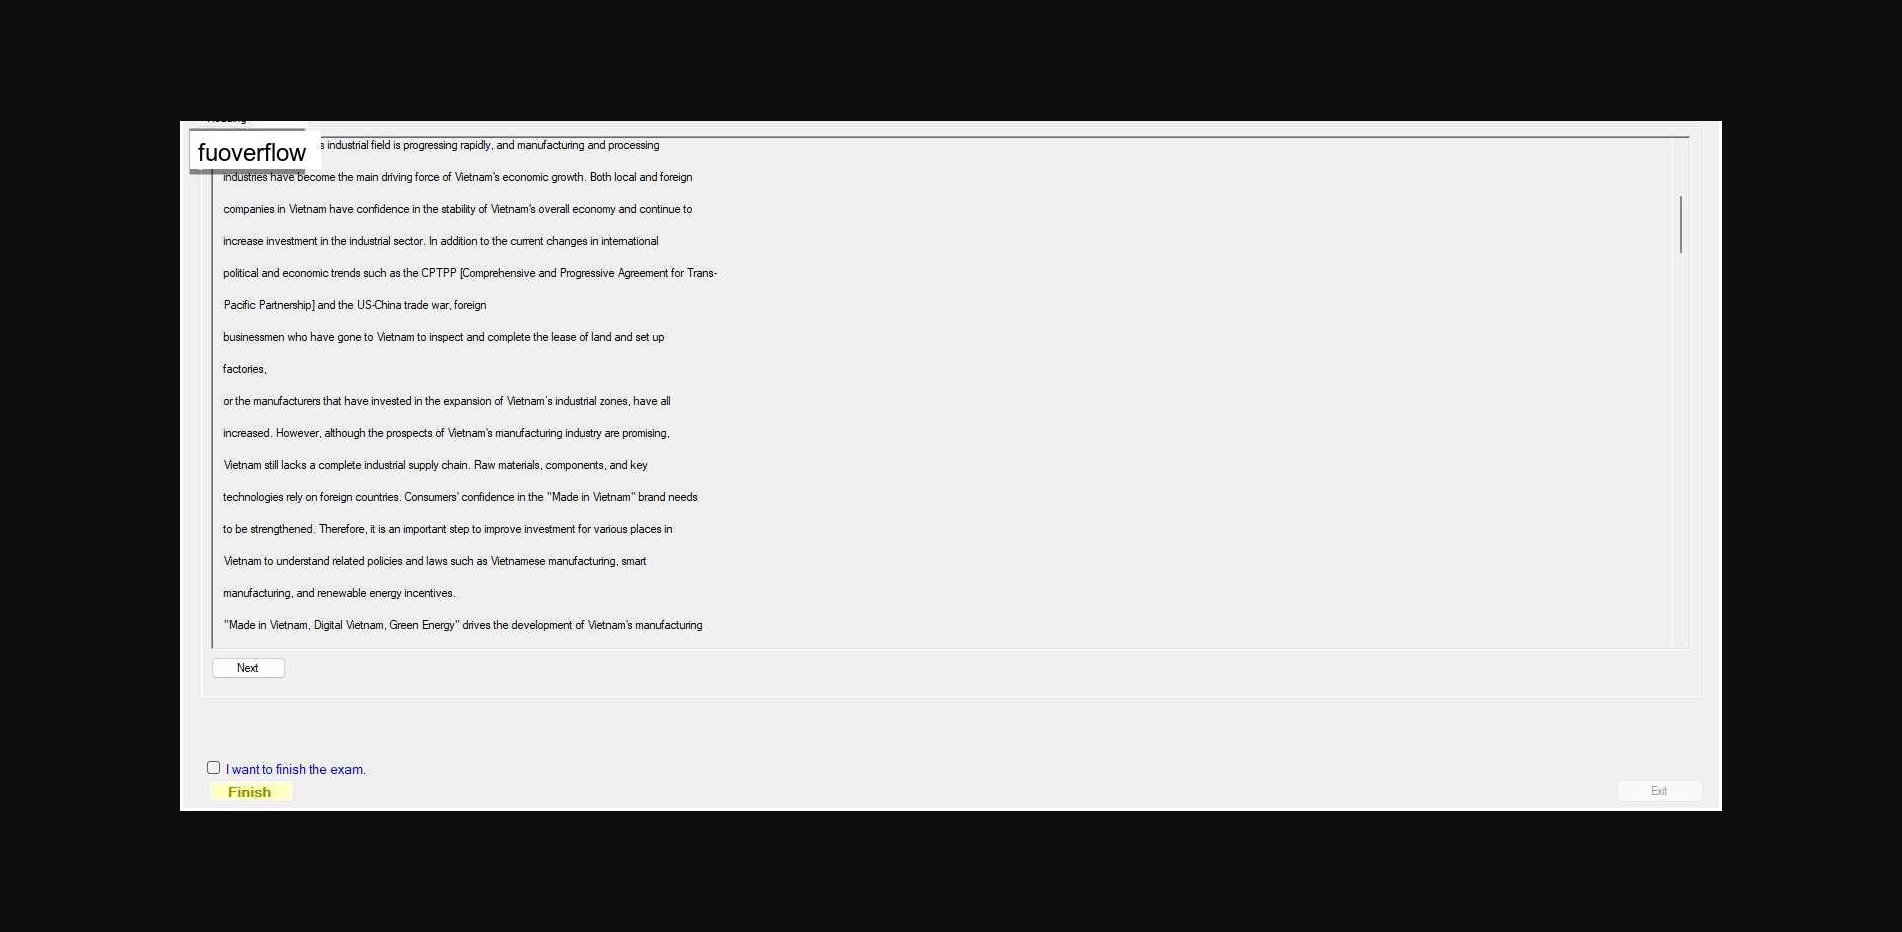 fuoverflow
s industrial field is progressing rapidly, and manufacturing and processing
industries have become the main driving force of Vietnam's economic growth. Both local and foreign
companies in Vietnam have confidence in the stability of Vietnam's overall economy and continue to
increase investment in the industrial sector. In addition to the current changes in international
political and economic trends such as the CPTPP [Comprehensive and Progressive Agreement for Trans-
Pacific Partnership] and the US-China trade war, foreign
businessmen who have gone to Vietnam to inspect and complete the lease of land and set up
factories,
or the manufacturers that have invested in the expansion of Vietnam's industrial zones, have all
increased. However, although the prospects of Vietnam's manufacturing industry are promising,
Vietnam still lacks a complete industrial supply chain. Raw materials, components, and key
technologies rely on foreign countries. Consumers' confidence in the "Made in Vietnam" brand needs
to be strengthened. Therefore, it is an important step to improve investment for various places in
Vietnam to understand related policies and laws such as Vietnamese manufacturing, smart
manufacturing, and renewable energy incentives.
"Made in Vietnam, Digital Vietnam, Green Energy" drives the development of Vietnam's manufacturing
Next
I want to finish the exam.
Finish
Exit